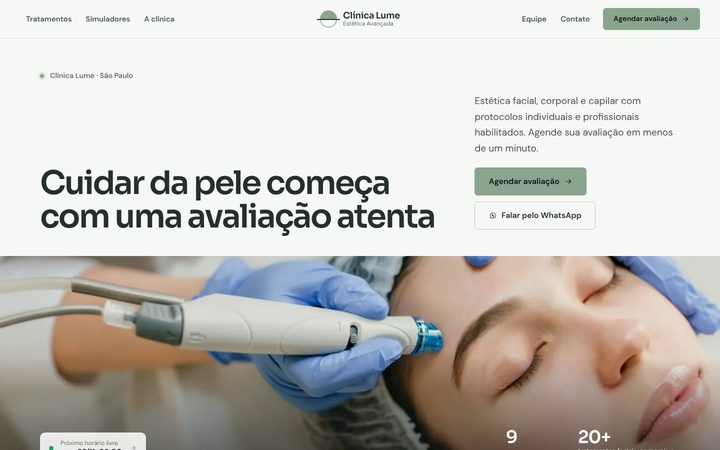 Tratamentos Simuladores A clínica
Clínica Lume
Estética Avançada
Equipe Contato Agendar avaliação →
Clínica Lume · São Paulo
Estética facial, corporal e capilar com
protocolos individuais e profissionais
habilitados. Agende sua avaliação em menos
de um minuto.
Cuidar da pele começa
com uma avaliação atenta
Agendar avaliação →
Falar pelo WhatsApp
Próximo horário livre
9
20+